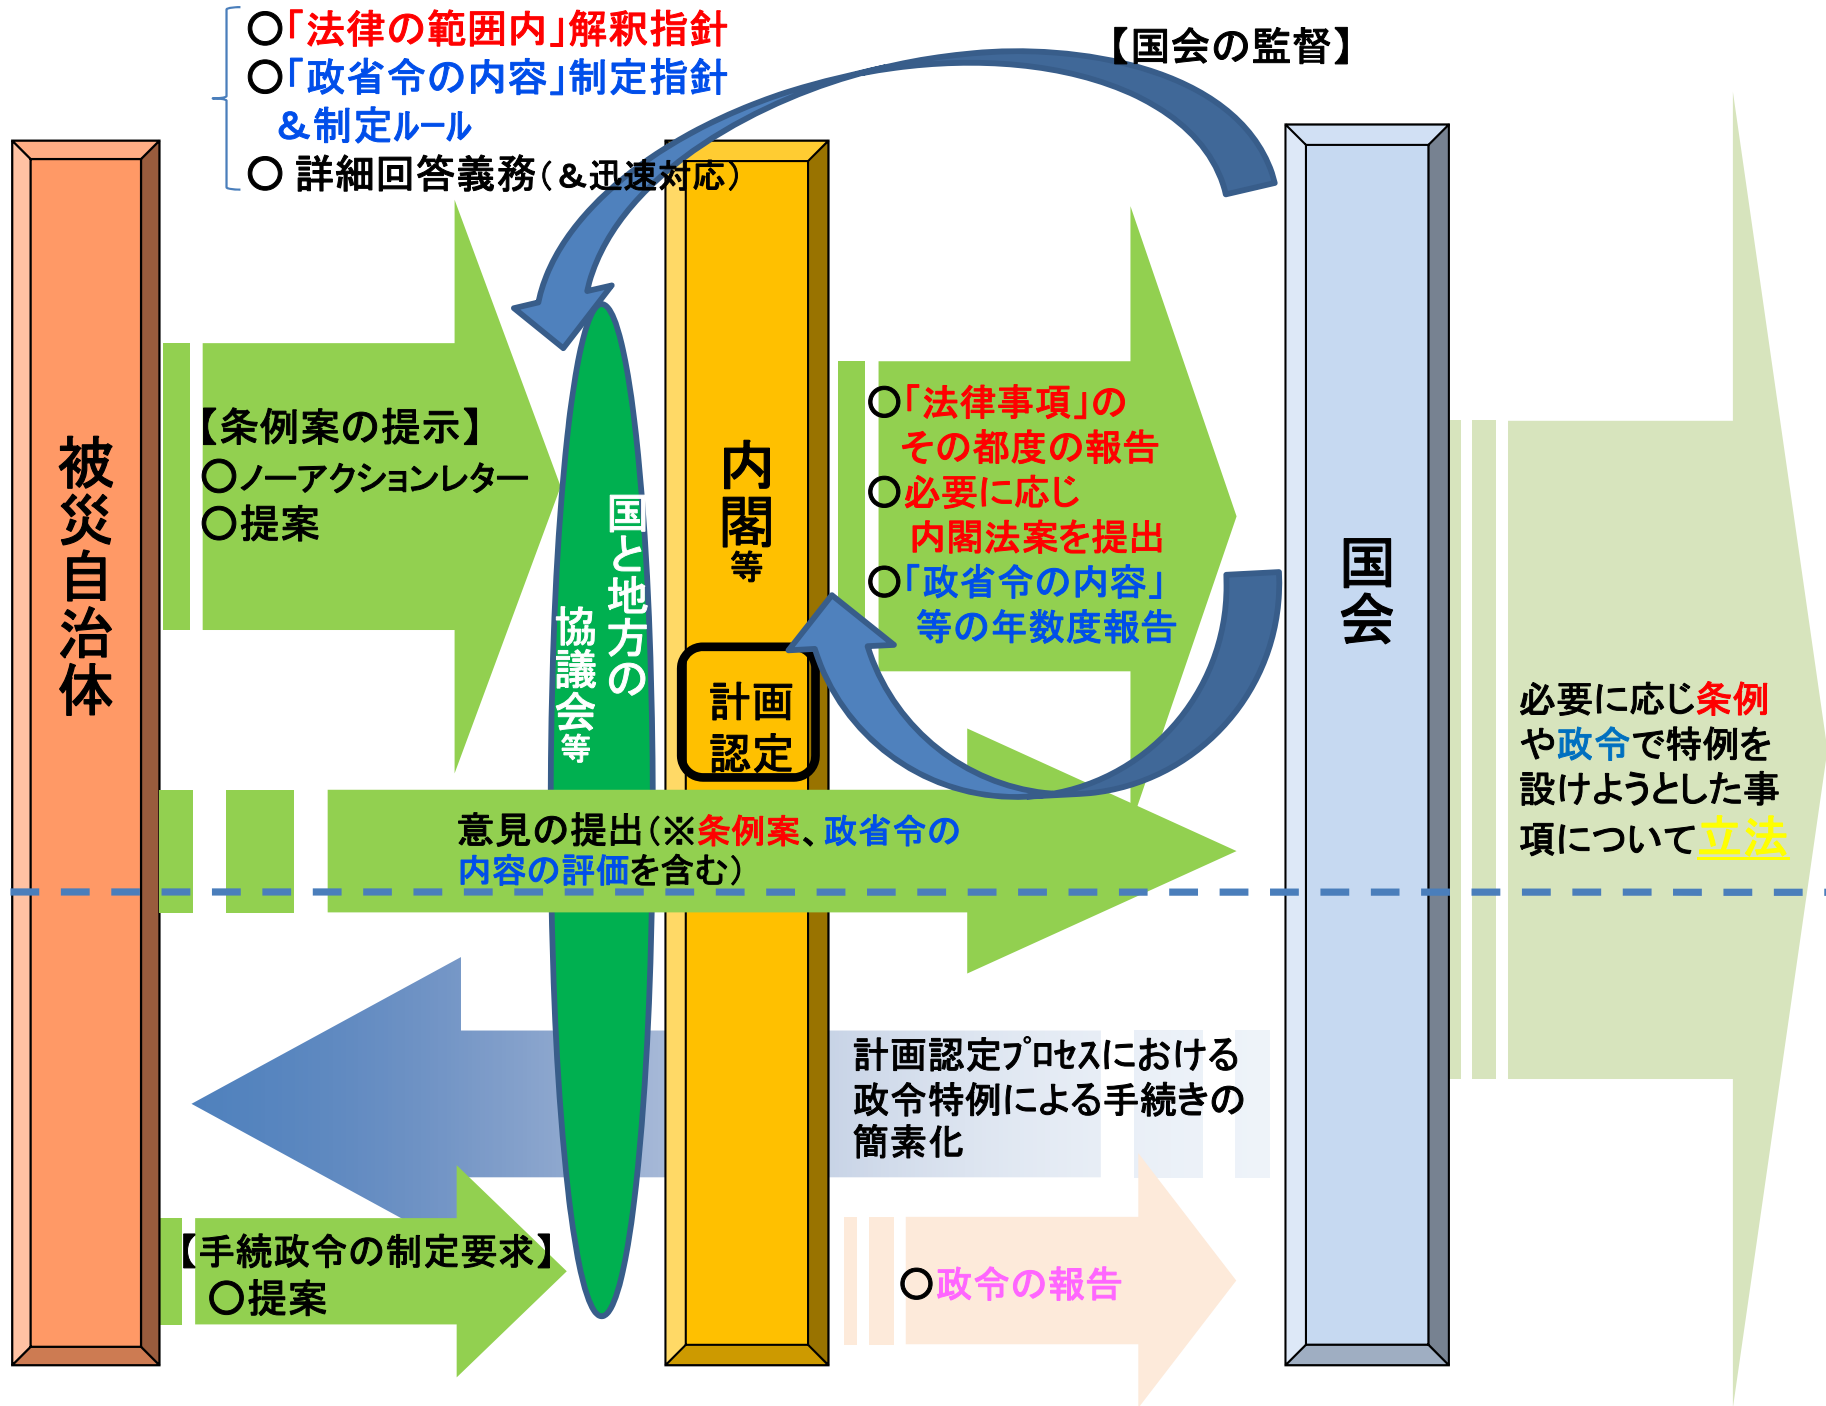 〇「法律の範囲内」解釈指針
〇「政省令の内容」制定指針
＆制定ルール
〇 詳細回答義務（＆迅速対応）
【国会の監督】
被災自治体
【条例案の提示】
〇ノーアクションレター
〇提案
国と地方の
協議会等
内閣等
計画
認定
〇「法律事項」の
その都度の報告
〇必要に応じ
内閣法案を提出
〇「政省令の内容」
等の年数度報告
国会
必要に応じ条例
や政令で特例を
設けようとした事
項について立法
意見の提出（※条例案、政省令の
内容の評価を含む）
計画認定プロセスにおける
政令特例による手続きの
簡素化
【手続政令の制定要求】
〇提案
〇政令の報告